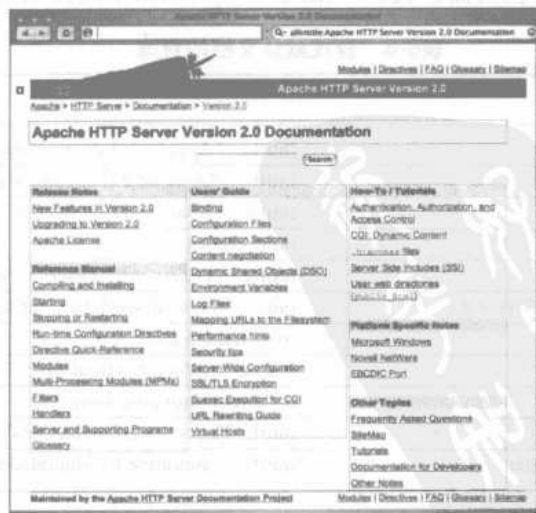 Apache HTTP Server Version 2.0 Documentation
allintitle:Apache HTTP Server Version 2.0 Documentation
Modules | Directives | FAQ | Glossary | Sitemap
Apache HTTP Server Version 2.0
Apache > HTTP Server > Documentation > Version 2.0
Apache HTTP Server Version 2.0 Documentation
Search
Release Notes
New Features in Version 2.0
Upgrading to Version 2.0
Apache License
Reference Manual
Compiling and Installing
Starting
Stopping or Restarting
Run-time Configuration Directives
Directive Quick-Reference
Modules
Multi-Processing Modules (MPMs)
Filters
Handlers
Server and Supporting Programs
Glossary
Users' Guide
Binding
Configuration Files
Configuration Sections
Content negotiation
Dynamic Shared Objects (DSO)
Environment Variables
Log Files
Mapping URLs to the Filesystem
Performance hints
Security tips
Server-Wide Configuration
SSL/TLS Encryption
Suexec Execution for CGI
URL Rewriting Guide
Virtual Hosts
How-To / Tutorials
Authentication, Authorization, and
Access Control
CGI: Dynamic Content
.htaccess files
Server Side Includes (SSI)
User web directories
(public_html)
Platform Specific Notes
Microsoft Windows
Novell NetWare
EBCDIC Port
Other Topics
Frequently Asked Questions
SiteMap
Tutorials
Documentation for Developers
Other Notes
Maintained by the Apache HTTP Server Documentation Project
Modules | Directives | FAQ | Glossary | Sitemap